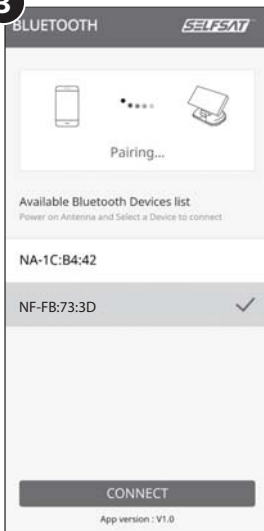 3
BLUETOOTH SELFSAT
Pairing...
Available Bluetooth Devices list
Power on Antenna and Select a Device to connect
NA-1C:B4:42
NF-FB:73:3D
CONNECT
App version : V1.0